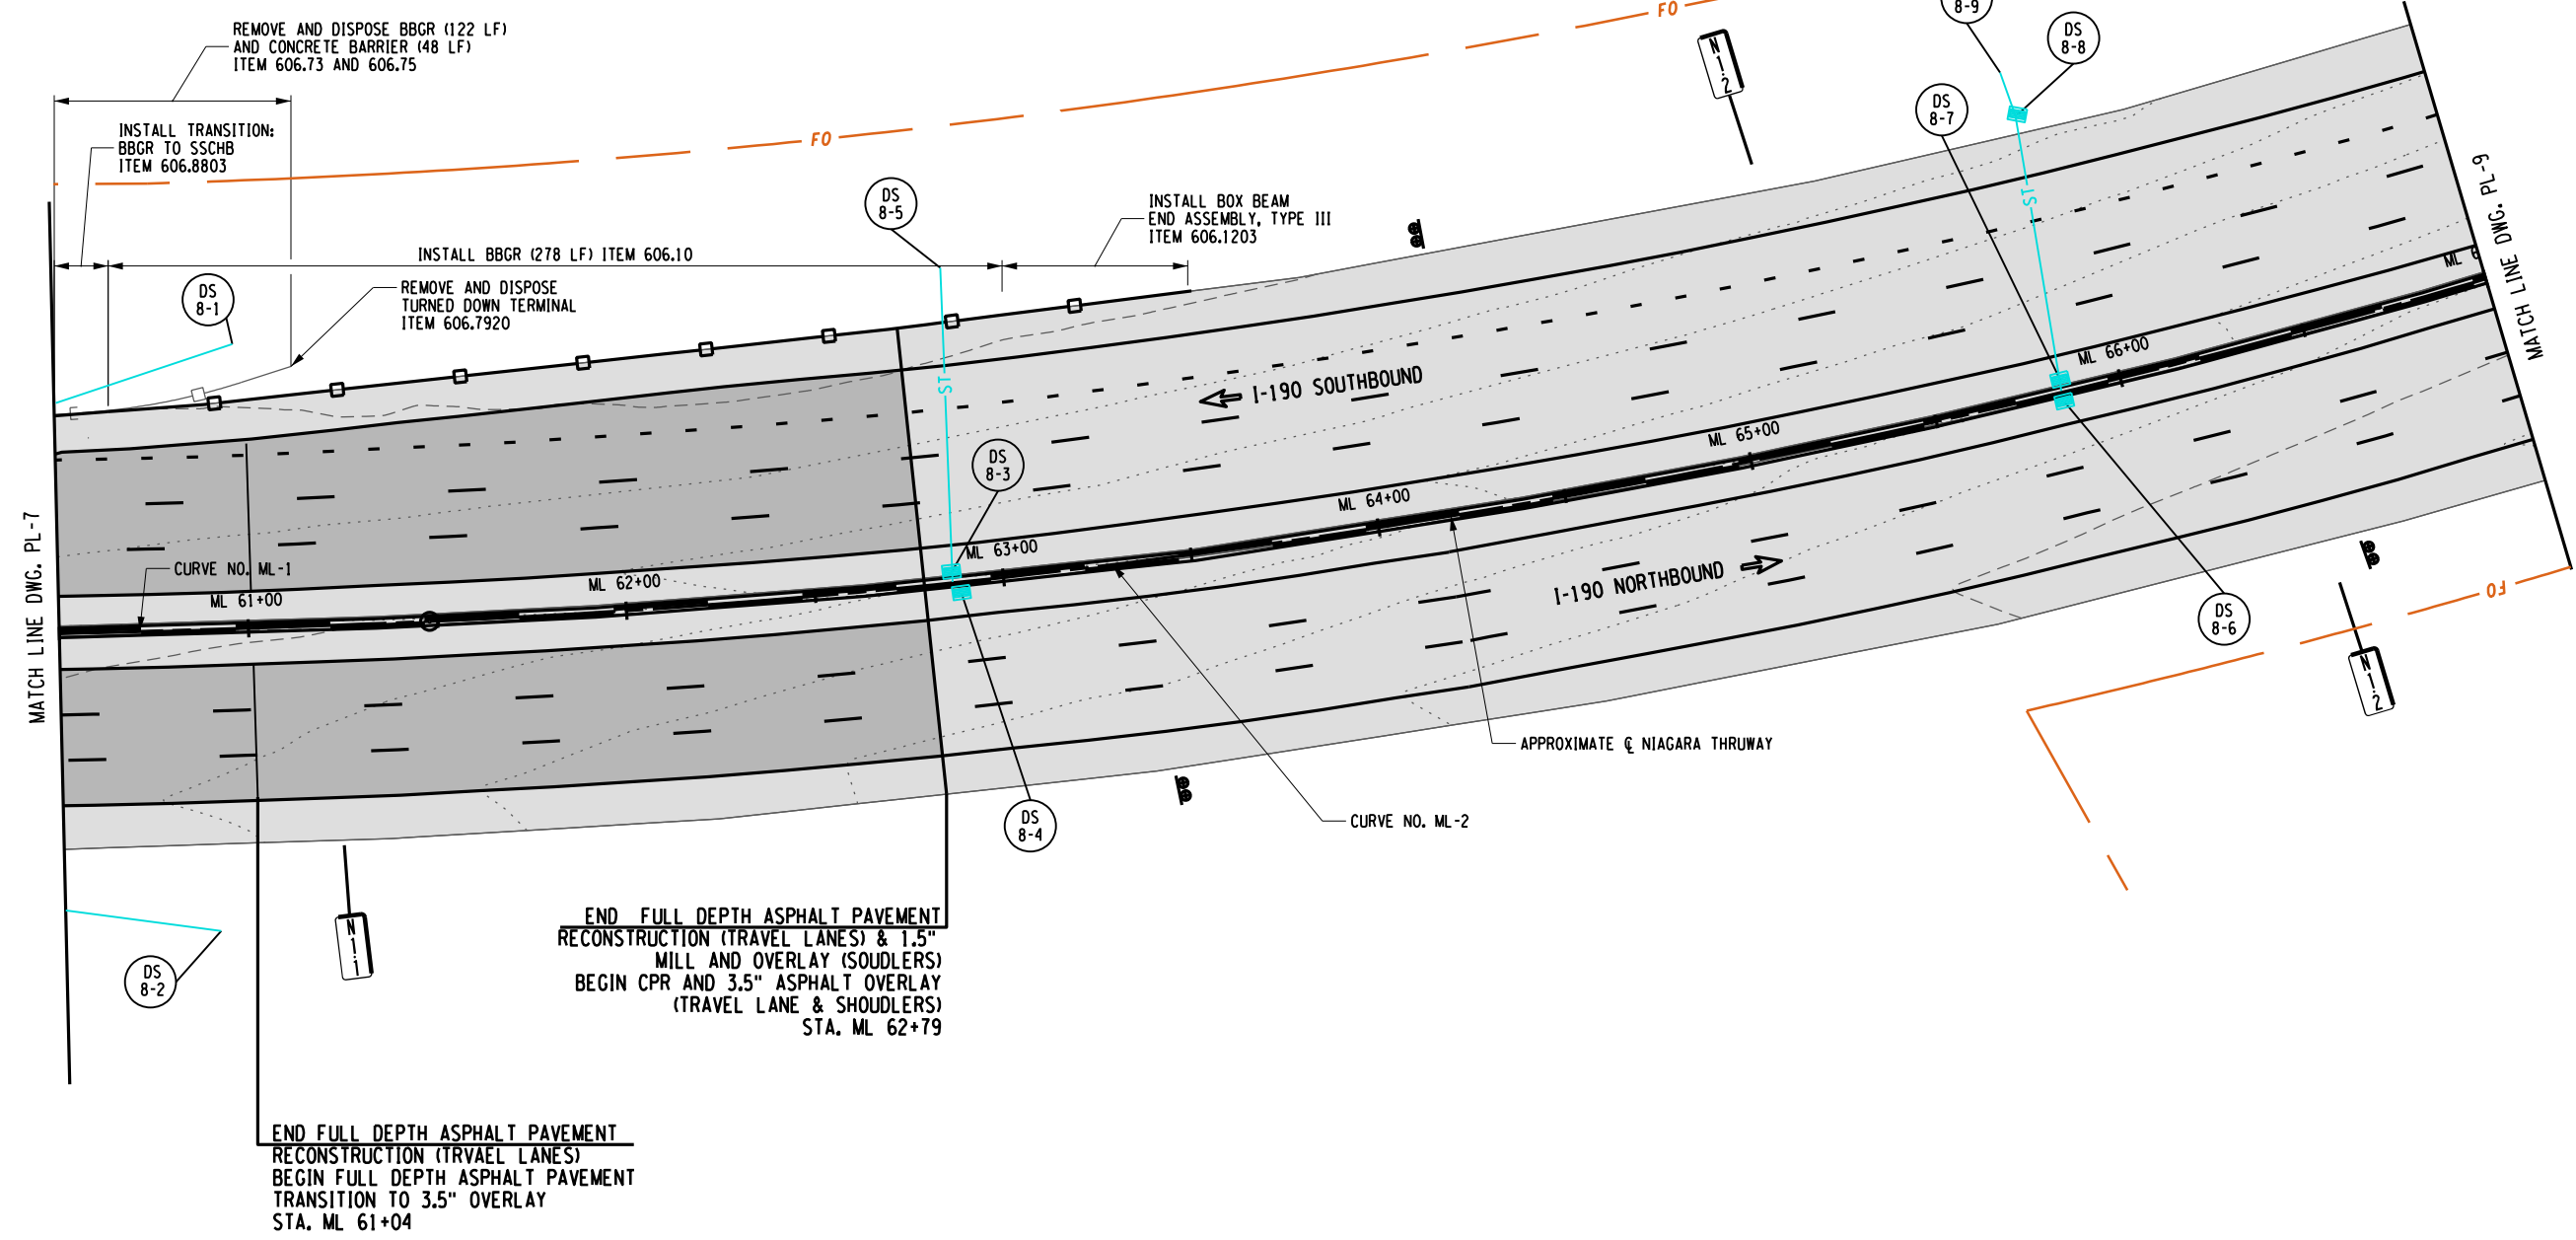 REMOVE AND DISPOSE BBGR (122 LF)
AND CONCRETE BARRIER (48 LF)
ITEM 606.73 AND 606.75
INSTALL TRANSITION:
BBGR TO SSCHB
ITEM 606.8803
FO
FO
N
1.
2
8-9
DS
8-8
DS
8-7
DS
8-5
INSTALL BOX BEAM
END ASSEMBLY, TYPE III
ITEM 606.1203
INSTALL BBGR (278 LF) ITEM 606.10
DS
8-1
REMOVE AND DISPOSE
TURNED DOWN TERMINAL
ITEM 606.7920
ST
ST
I-190 SOUTHBOUND
MATCH LINE DWG. PL-9
ML 6
ML 66+00
ML 65+00
ML 64+00
DS
8-3
ML 63+00
ML 62+00
ML 61+00
CURVE NO. ML-1
MATCH LINE DWG. PL-7
I-190 NORTHBOUND
DS
8-6
FO
N
1.
2
APPROXIMATE ℄ NIAGARA THRUWAY
CURVE NO. ML-2
DS
8-4
DS
8-2
N
1.
1
END FULL DEPTH ASPHALT PAVEMENT
RECONSTRUCTION (TRAVEL LANES) & 1.5"
MILL AND OVERLAY (SOUDLERS)
BEGIN CPR AND 3.5" ASPHALT OVERLAY
(TRAVEL LANE & SHOUDLERS)
STA. ML 62+79
END FULL DEPTH ASPHALT PAVEMENT
RECONSTRUCTION (TRVAEL LANES)
BEGIN FULL DEPTH ASPHALT PAVEMENT
TRANSITION TO 3.5" OVERLAY
STA. ML 61+04